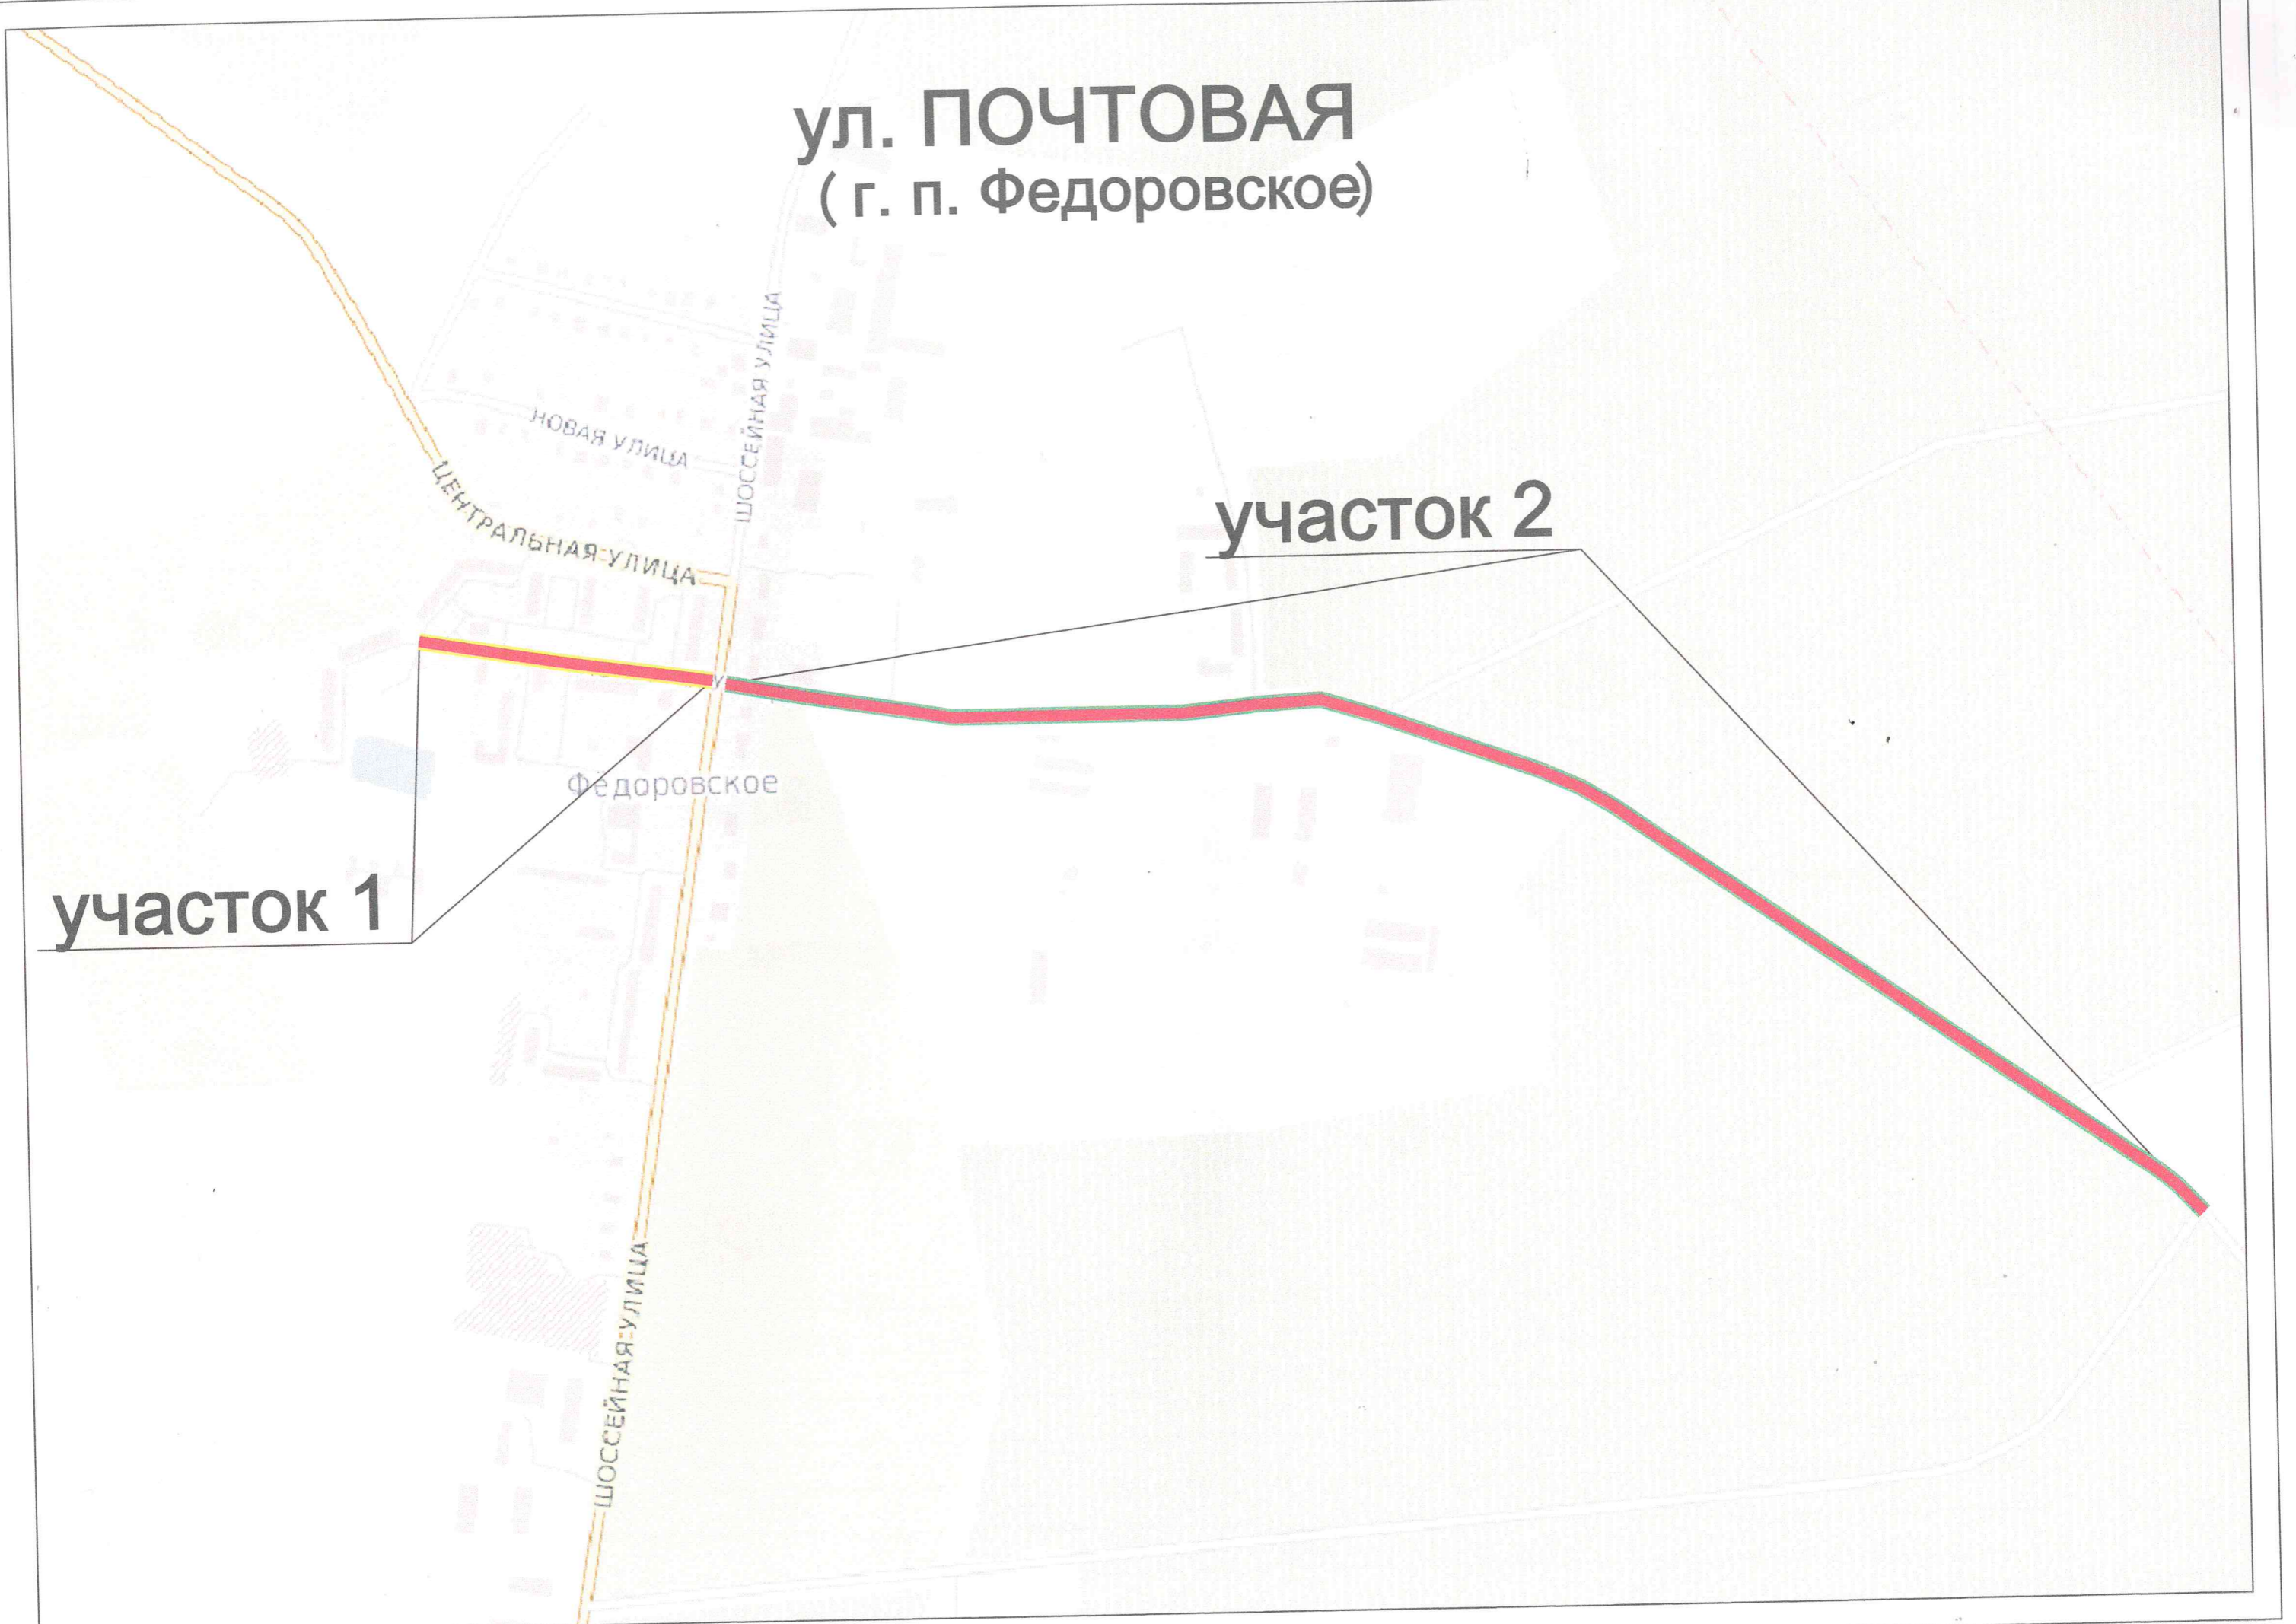 ул. ПОЧТОВАЯ
( г. п. Федоровское)
ШОССЕЙНАЯ УЛИЦА
НОВАЯ УЛИЦА
ЦЕНТРАЛЬНАЯ УЛИЦА
участок 2
Фёдоровское
участок 1
ШОССЕЙНАЯ УЛИЦА